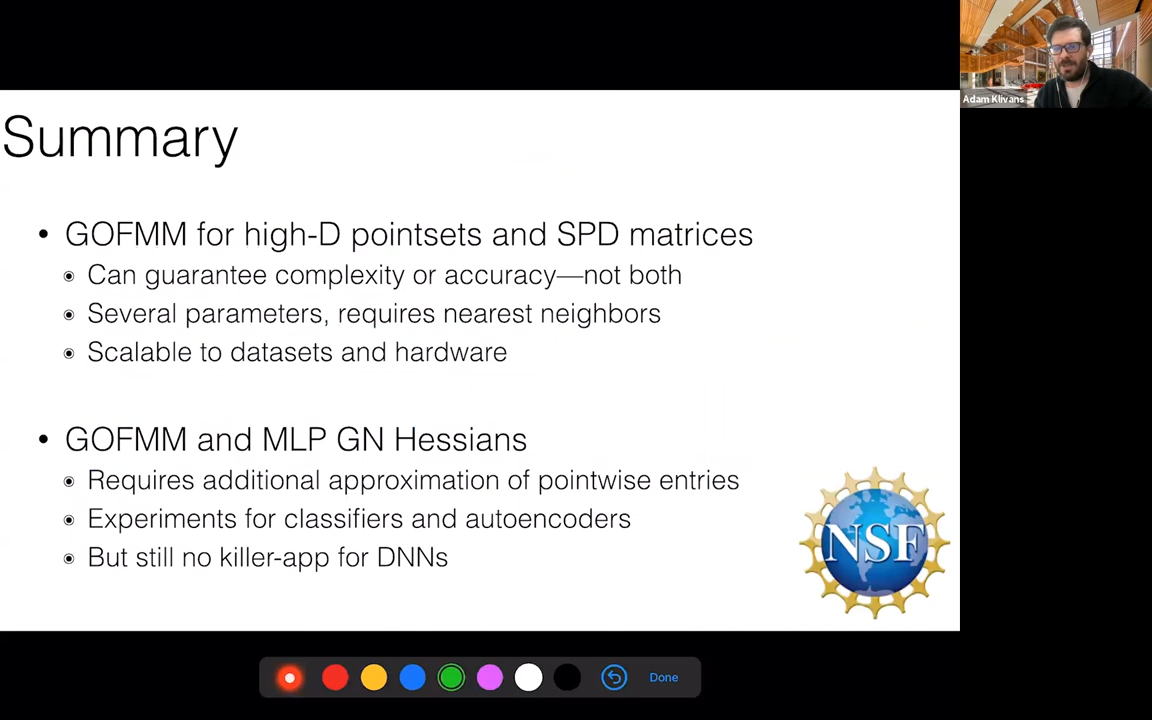 Adam Klivans
Summary
• GOFMM for high-D pointsets and SPD matrices
Can guarantee complexity or accuracy—not both
Several parameters, requires nearest neighbors
Scalable to datasets and hardware
• GOFMM and MLP GN Hessians
Requires additional approximation of pointwise entries
Experiments for classifiers and autoencoders
But still no killer-app for DNNs
NSF
Done